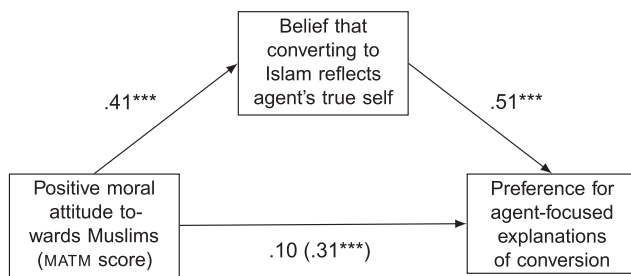 Belief that
converting to
Islam reflects
agent's true self
.41***
.51***
Positive moral
attitude to-
wards Muslims
(MATM score)
.10 (.31***)
Preference for
agent-focused
explanations
of conversion